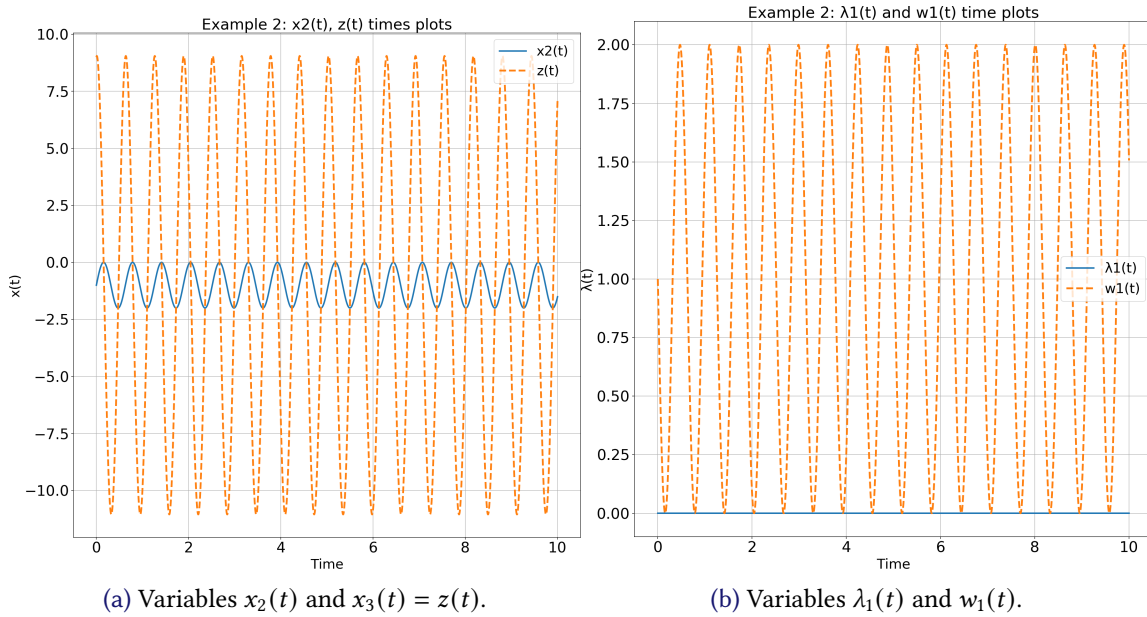 Example 2: x2(t), z(t) times plots
10.0
7.5
5.0
2.5
0.0
−2.5
−5.0
−7.5
−10.0
x(t)
x2(t)
z(t)
0 2 4 6 8 10
Time
(a) Variables x₂(t) and x₃(t) = z(t).
Example 2: λ1(t) and w1(t) time plots
2.00
1.75
1.50
1.25
1.00
0.75
0.50
0.25
0.00
λ(t)
λ1(t)
w1(t)
0 2 4 6 8 10
Time
(b) Variables λ₁(t) and w₁(t).